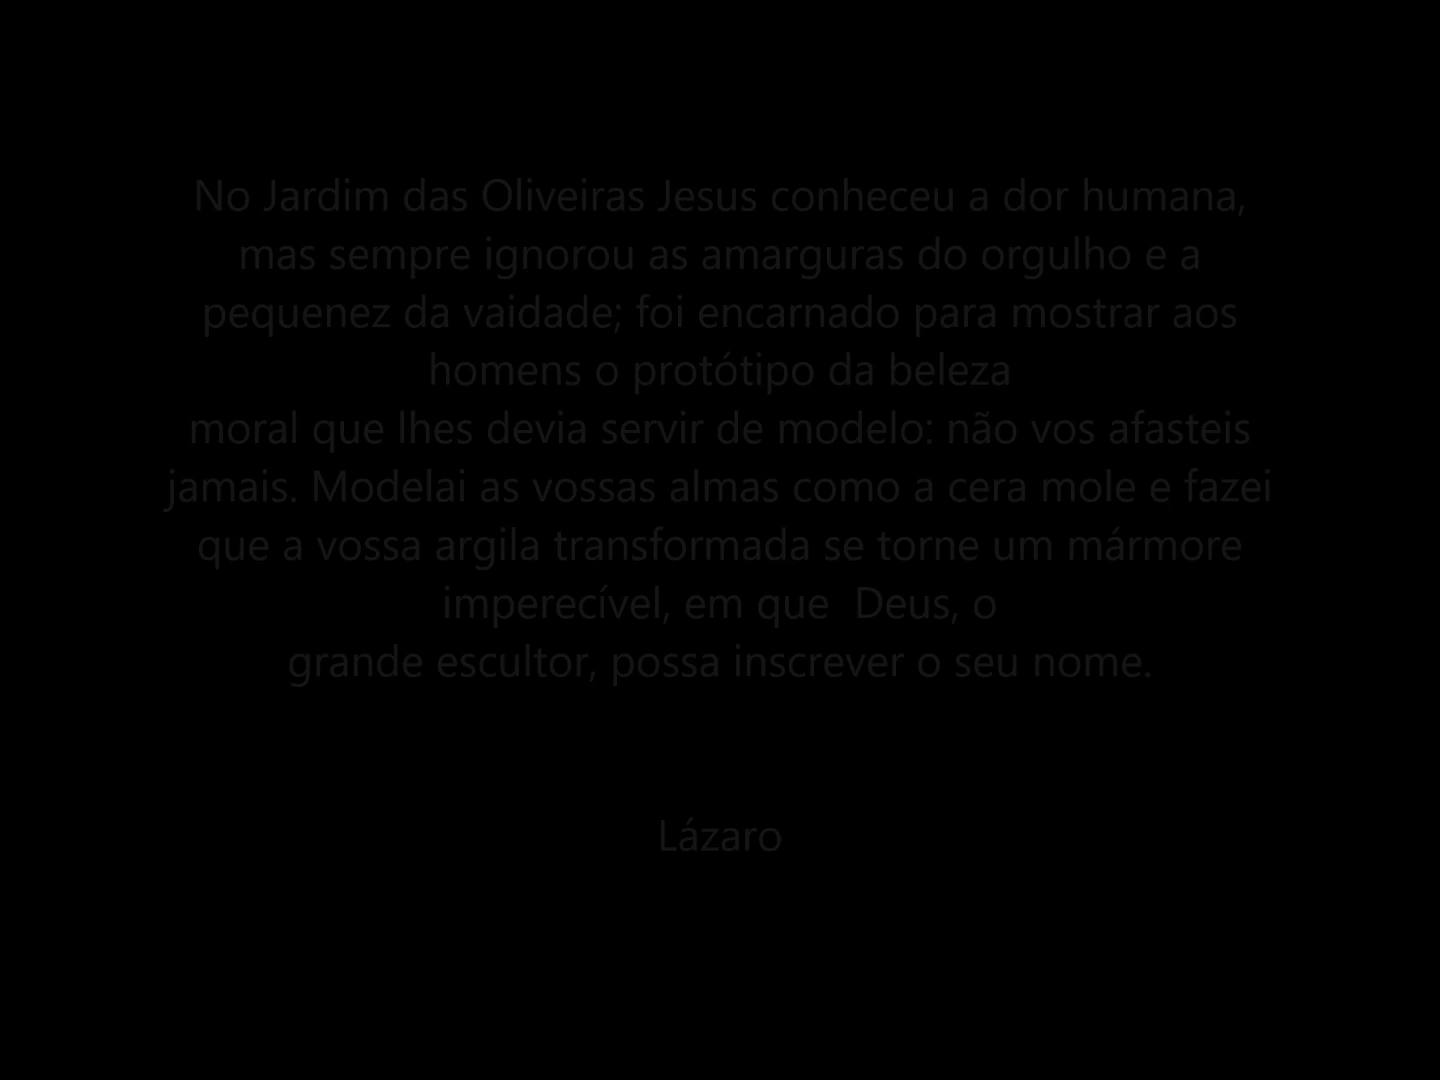 No Jardim das Oliveiras Jesus conheceu a dor humana,
mas sempre ignorou as amarguras do orgulho e a
pequenez da vaidade; foi encarnado para mostrar aos
homens o protótipo da beleza
moral que lhes devia servir de modelo: não vos afasteis
jamais. Modelai as vossas almas como a cera mole e fazei
que a vossa argila transformada se torne um mármore
imperecível, em que  Deus, o
grande escultor, possa inscrever o seu nome.
Lázaro